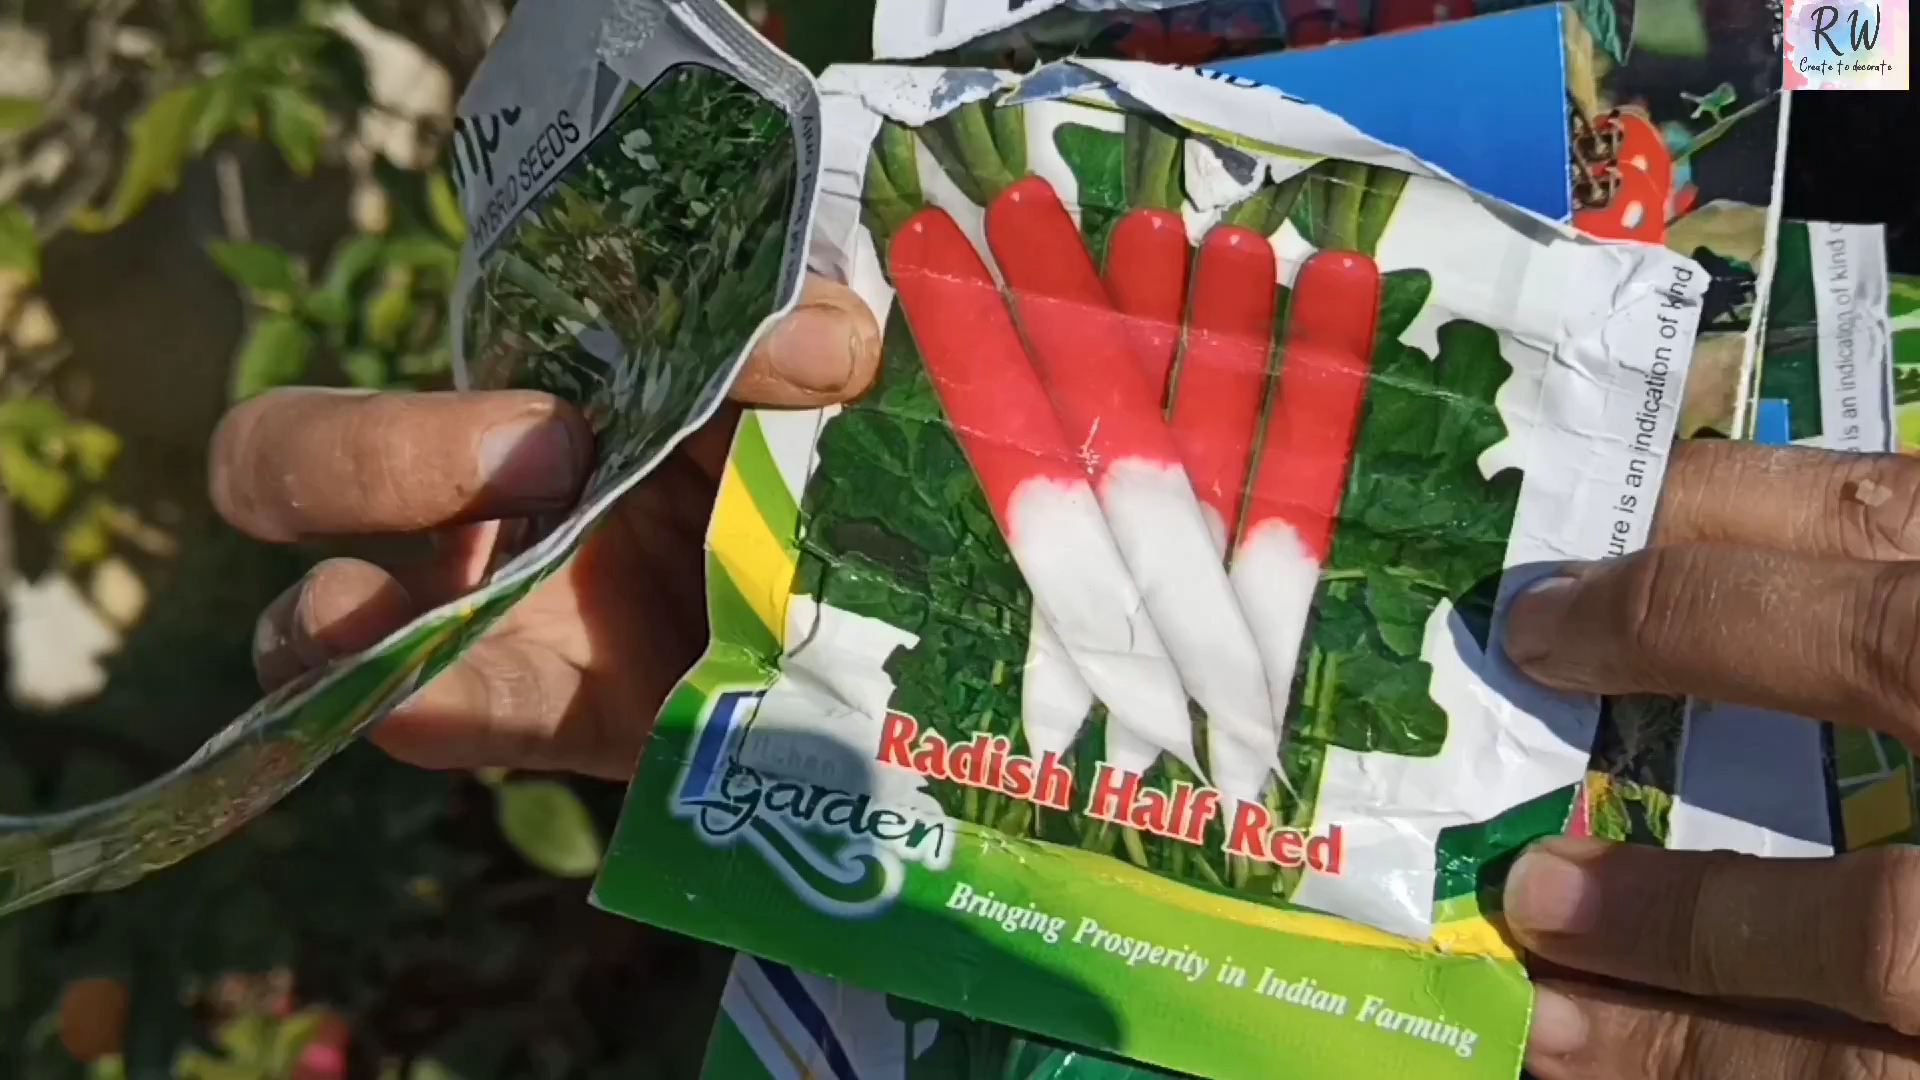 RW
Create to decorate
HYBRID SEEDS
ure is an indication of kind
is an indication of kind
garden
Radish Half Red
Bringing Prosperity in Indian Farming